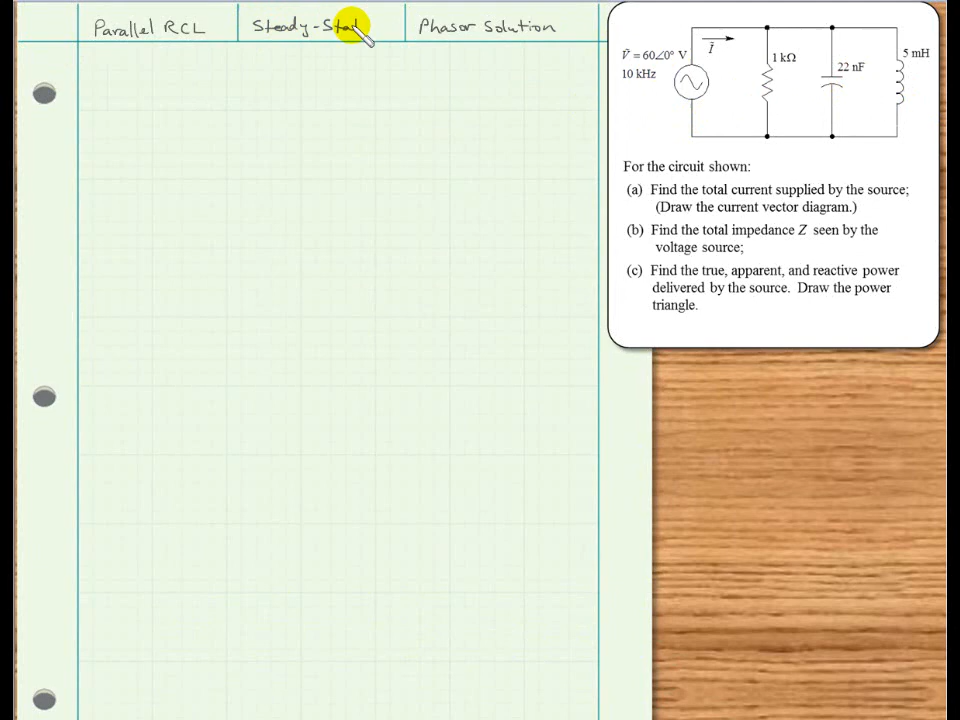 Parallel RCL
Steady-Stat
Phasor Solution
Ṽ = 60∠0° V
10 kHz
Ĩ
1 kΩ
22 nF
5 mH
For the circuit shown:
(a) Find the total current supplied by the source;
(Draw the current vector diagram.)
(b) Find the total impedance Z seen by the
voltage source;
(c) Find the true, apparent, and reactive power
delivered by the source. Draw the power
triangle.